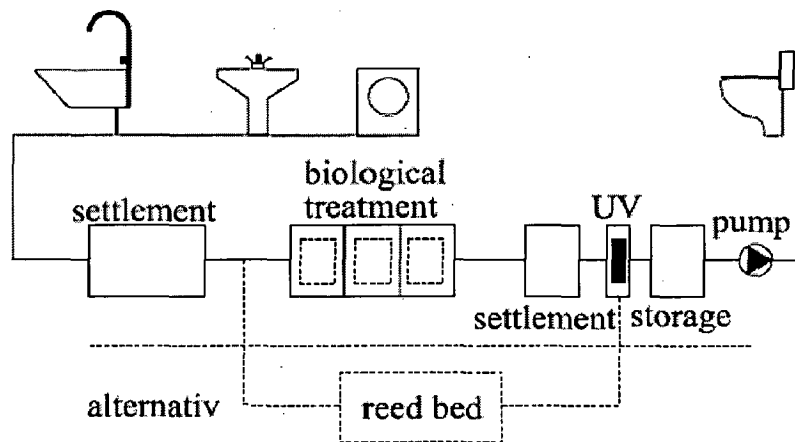 biological
treatment
settlement
UV
pump
settlement
storage
alternativ
reed bed